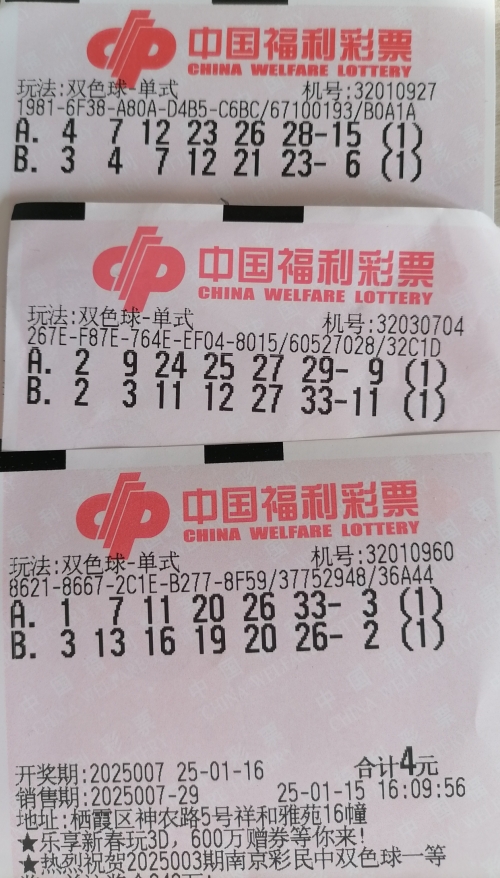 中国福利彩票
CHINA WELFARE LOTTERY
玩法:双色球-单式 机号:32010927
1981-6F38-A80A-D4B5-C6BC/67100193/B0A1A
A. 4 7 12 23 26 28-15 (1)
B. 3 4 7 12 21 23- 6 (1)
中国福利彩票
CHINA WELFARE LOTTERY
玩法:双色球-单式 机号:32030704
267E-F87E-764E-EF04-8015/60527028/32C1D
A. 2 9 24 25 27 29- 9 (1)
B. 2 3 11 12 27 33-11 (1)
中国福利彩票
CHINA WELFARE LOTTERY
玩法:双色球-单式 机号:32010960
8621-8667-2C1E-B277-8F59/37752948/36A44
A. 1 7 11 20 26 33- 3 (1)
B. 3 13 16 19 20 26- 2 (1)
开奖期:2025007 25-01-16 合计4元
销售期:2025007-29 25-01-15 16:09:56
地址:栖霞区神农路5号祥和雅苑16幢
★乐享新春玩3D,600万赠券等你来!
★热烈祝贺2025003期南京彩民中双色球一等